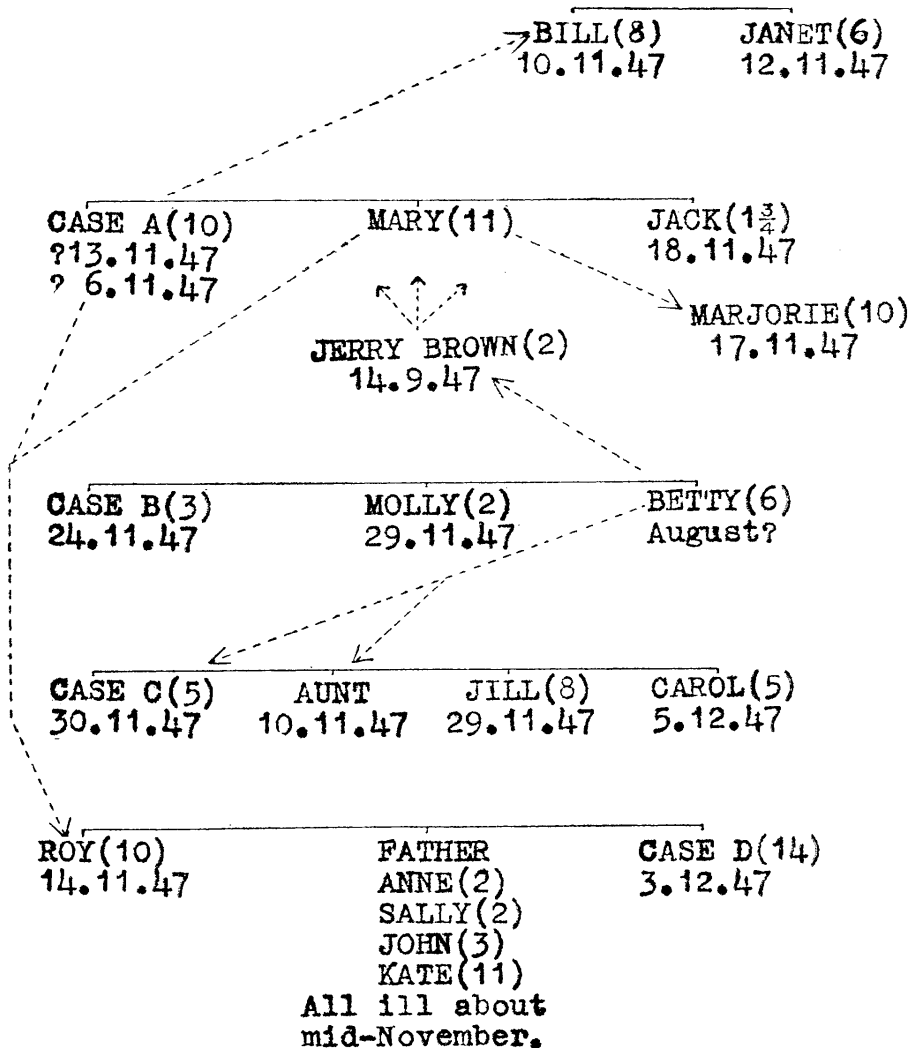 BILL(8) JANET(6)
10.11.47 12.11.47
CASE A(10) MARY(11) JACK(1¾)
?13.11.47 18.11.47
? 6.11.47
MARJORIE(10)
17.11.47
JERRY BROWN(2)
14.9.47
CASE B(3) MOLLY(2) BETTY(6)
24.11.47 29.11.47 August?
CASE C(5) AUNT JILL(8) CAROL(5)
30.11.47 10.11.47 29.11.47 5.12.47
ROY(10) FATHER CASE D(14)
14.11.47 ANNE(2) 3.12.47
SALLY(2)
JOHN(3)
KATE(11)
All ill about
mid-November.